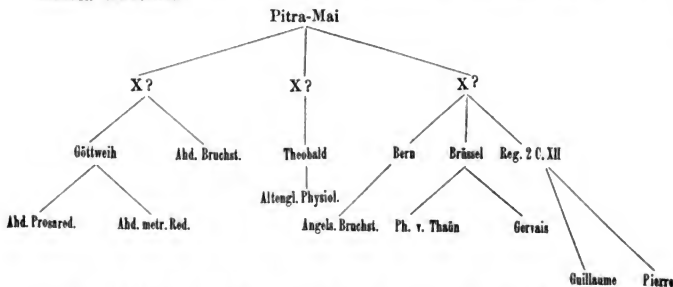 Pitra-Mai
X? X? X?
Göttweih Ahd. Bruchst. Theobald Bern Brüssel Reg. 2 C. XII
Altengl. Physiol.
Ahd. Prosared. Ahd. metr. Red. Angels. Bruchst. Ph. v. Thaün Gervais
Guillaume Pierre